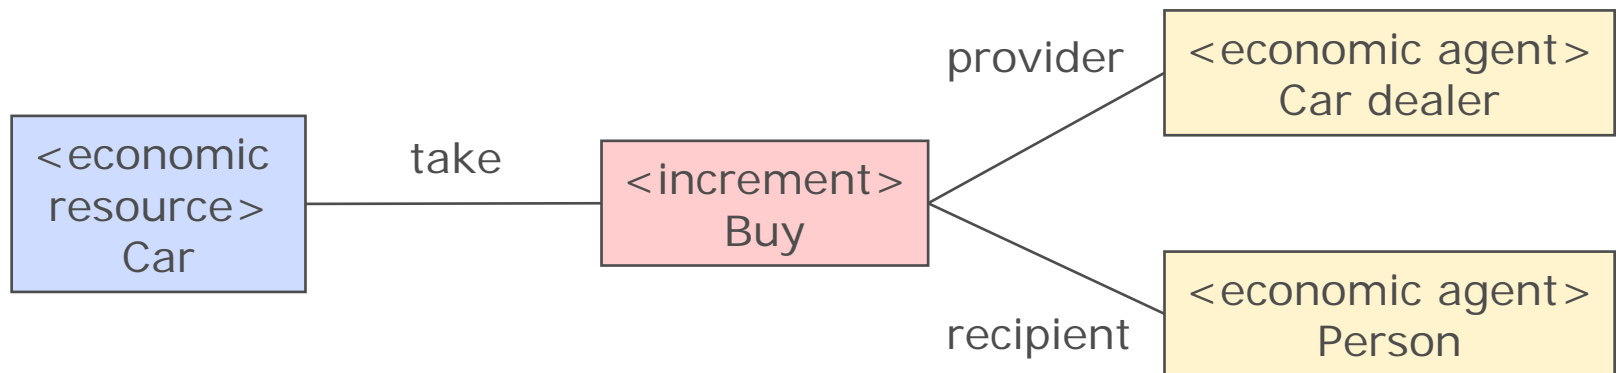 provider
<economic agent>
Car dealer
<economic
resource>
Car
take
<increment>
Buy
recipient
<economic agent>
Person